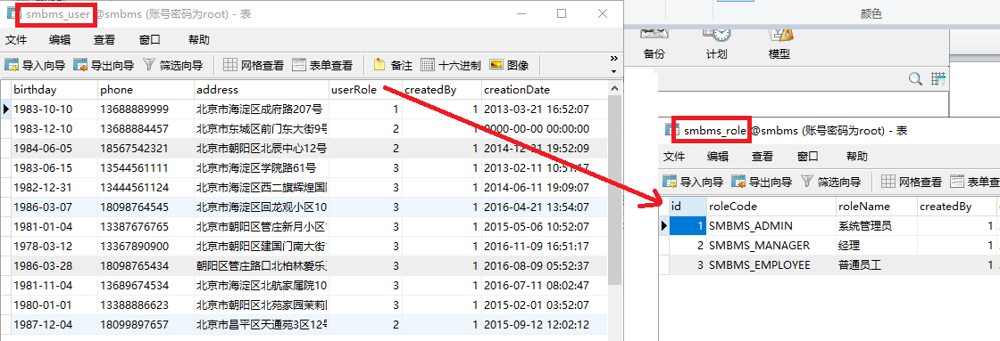 smbms_user @smbms (账号密码为root) - 表
文件 编辑 查看 窗口 帮助
导入向导 导出向导 筛选向导 网格查看 表单查看 备注 十六进制 图像 »
birthday phone address userRole createdBy creationDate
1983-10-10 13688889999 北京市海淀区成府路207号 1 1 2013-03-21 16:52:07
1983-12-10 13688884457 北京市东城区前门东大街9号 2 1 0000-00-00 00:00:00
1984-06-05 18567542321 北京市朝阳区北辰中心12号 2 1 2014-12-31 19:52:09
1983-06-15 13544561111 北京市海淀区学院路61号 3 1 2013-02-11 10:51:17
1982-12-31 13444561124 北京市海淀区西二旗辉煌国 3 1 2014-06-11 19:09:07
1986-03-07 18098764545 北京市海淀区回龙观小区10 3 1 2016-04-21 13:54:07
1981-01-04 13387676765 北京市朝阳区管庄新月小区1 3 1 2015-05-06 10:52:07
1978-03-12 13367890900 北京市朝阳区建国门南大街 3 1 2016-11-09 16:51:17
1986-03-28 18098765434 朝阳区管庄路口北柏林爱乐 3 1 2016-08-09 05:52:37
1981-11-04 13689674534 北京市海淀区北航家属院10 3 1 2016-07-11 08:02:47
1980-01-01 13388886623 北京市朝阳区北苑家园茉莉 3 1 2015-02-01 03:52:07
1987-12-04 18099897657 北京市昌平区天通苑3区12号 2 1 2015-09-12 12:02:12
颜色
备份 计划 模型
smbms_role @smbms (账号密码为root) - 表
文件 编辑 查看 窗口 帮助
导入向导 导出向导 筛选向导 网格查看 表单查
id roleCode roleName createdBy
1 SMBMS_ADMIN 系统管理员 1
2 SMBMS_MANAGER 经理 1
3 SMBMS_EMPLOYEE 普通员工 1